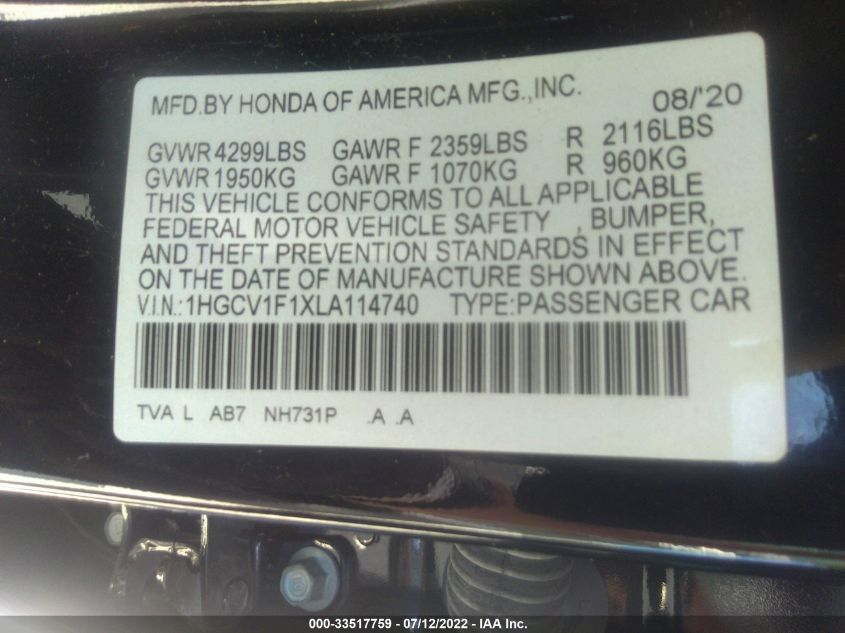 MFD.BY HONDA OF AMERICA MFG.,INC. 08/'20
GVWR 4299LBS GAWR F 2359LBS R 2116LBS
GVWR 1950KG GAWR F 1070KG R 960KG
THIS VEHICLE CONFORMS TO ALL APPLICABLE
FEDERAL MOTOR VEHICLE SAFETY , BUMPER,
AND THEFT PREVENTION STANDARDS IN EFFECT
ON THE DATE OF MANUFACTURE SHOWN ABOVE.
V.I.N.:1HGCV1F1XLA114740 TYPE:PASSENGER CAR
TVA L AB7 NH731P .A .A
000-33517759 - 07/12/2022 - IAA Inc.